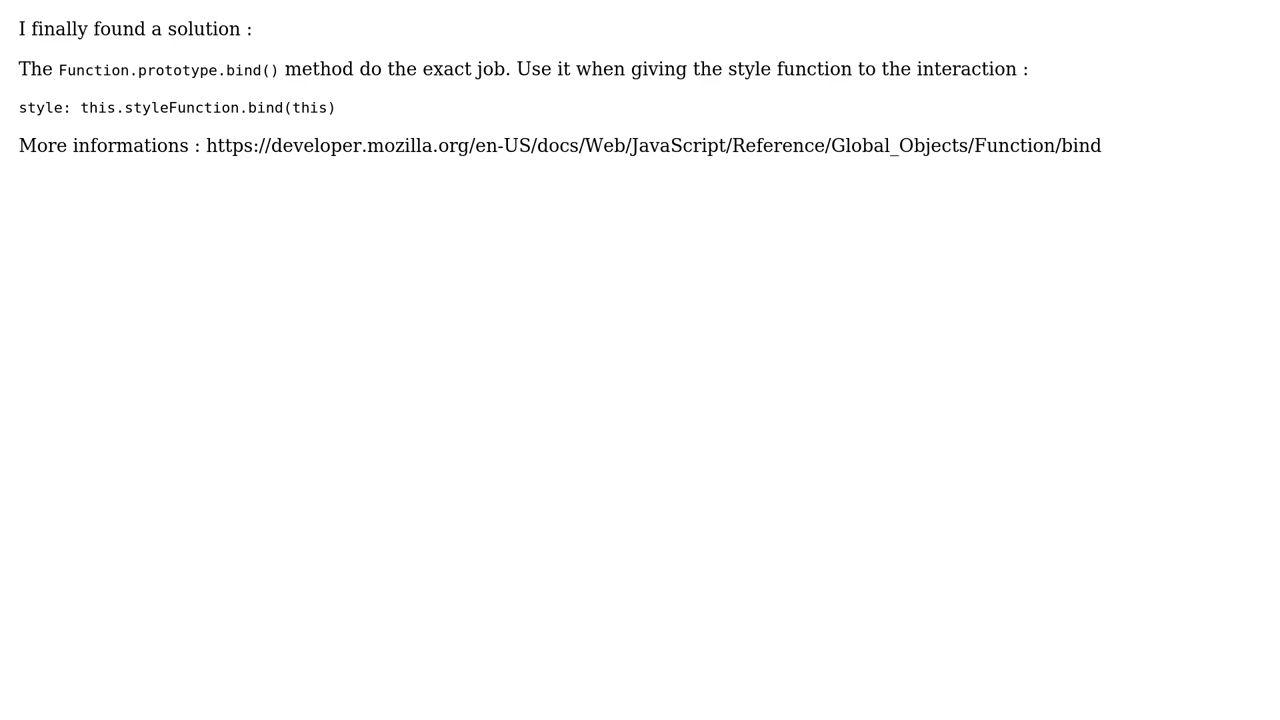 I finally found a solution :
The Function.prototype.bind() method do the exact job. Use it when giving the style function to the interaction :
style: this.styleFunction.bind(this)
More informations : https://developer.mozilla.org/en-US/docs/Web/JavaScript/Reference/Global_Objects/Function/bind